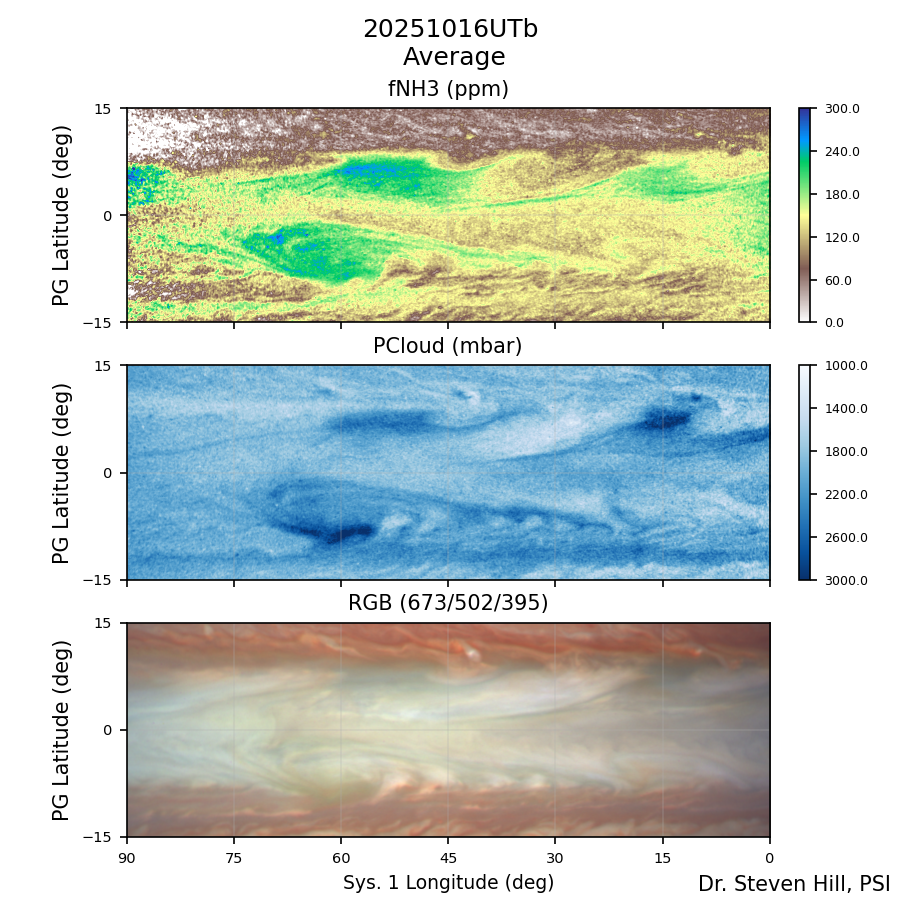 20251016UTb
Average
fNH3 (ppm)
PG Latitude (deg)
15
0
−15
300.0
240.0
180.0
120.0
60.0
0.0
PCloud (mbar)
PG Latitude (deg)
15
0
−15
1000.0
1400.0
1800.0
2200.0
2600.0
3000.0
RGB (673/502/395)
PG Latitude (deg)
15
0
−15
90 75 60 45 30 15 0
Sys. 1 Longitude (deg)
Dr. Steven Hill, PSI